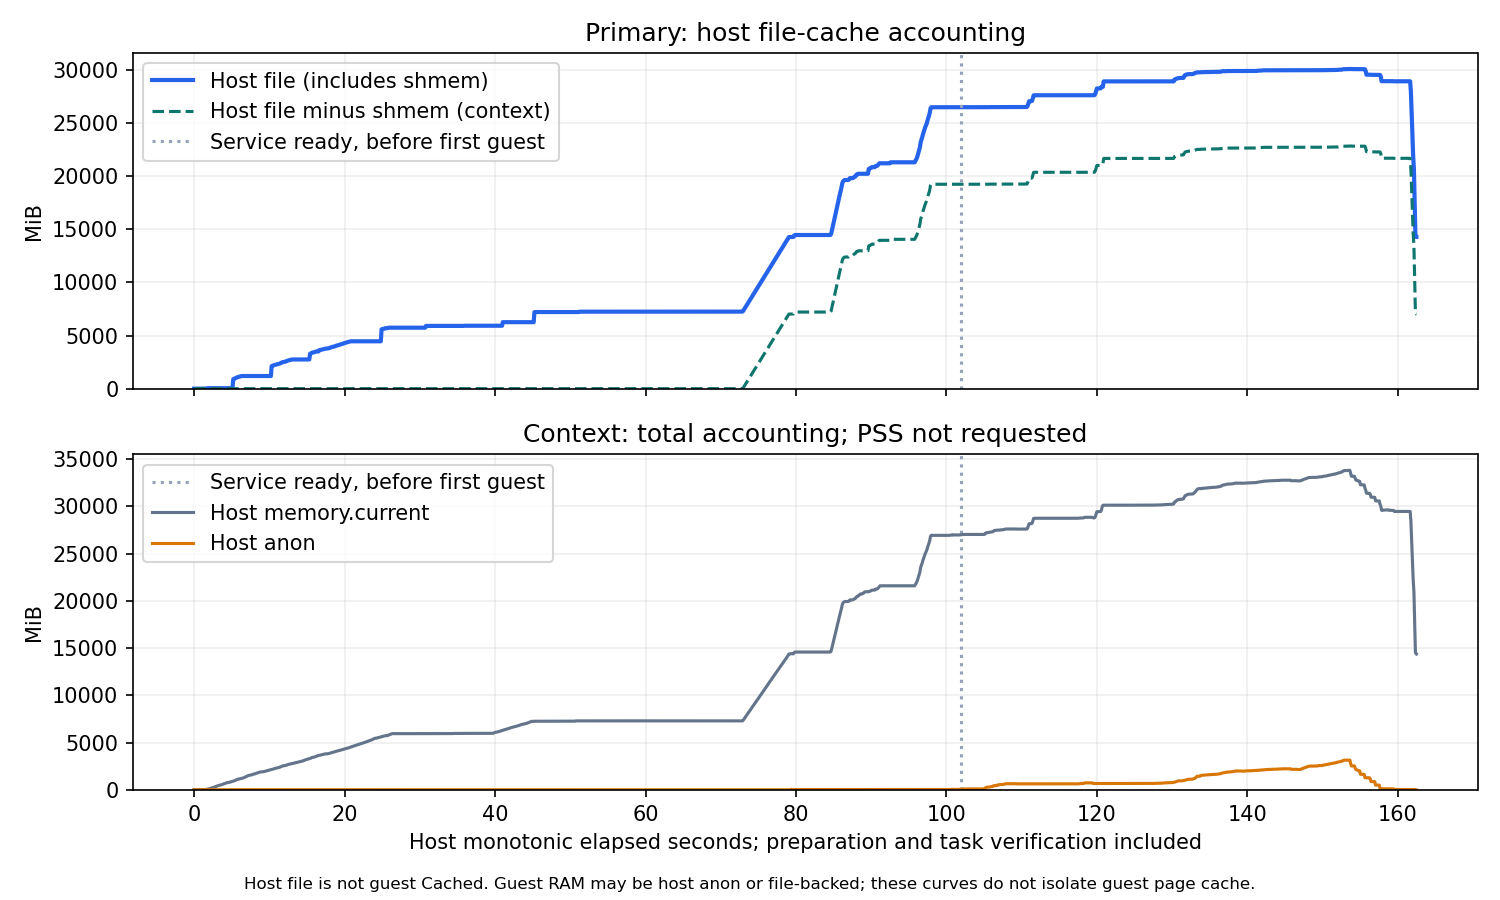 Primary: host file-cache accounting
30000
25000
20000
15000
10000
5000
0
MiB
Host file (includes shmem)
Host file minus shmem (context)
Service ready, before first guest
Context: total accounting; PSS not requested
35000
30000
25000
20000
15000
10000
5000
0
MiB
Service ready, before first guest
Host memory.current
Host anon
0 20 40 60 80 100 120 140 160
Host monotonic elapsed seconds; preparation and task verification included
Host file is not guest Cached. Guest RAM may be host anon or file-backed; these curves do not isolate guest page cache.